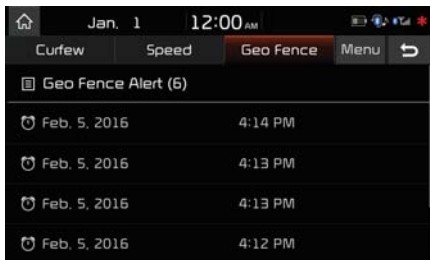 Jan. 1 12:00 AM
Curfew Speed Geo Fence Menu
Geo Fence Alert (6)
Feb. 5, 2016 4:14 PM
Feb. 5, 2016 4:13 PM
Feb. 5, 2016 4:13 PM
Feb. 5, 2016 4:12 PM